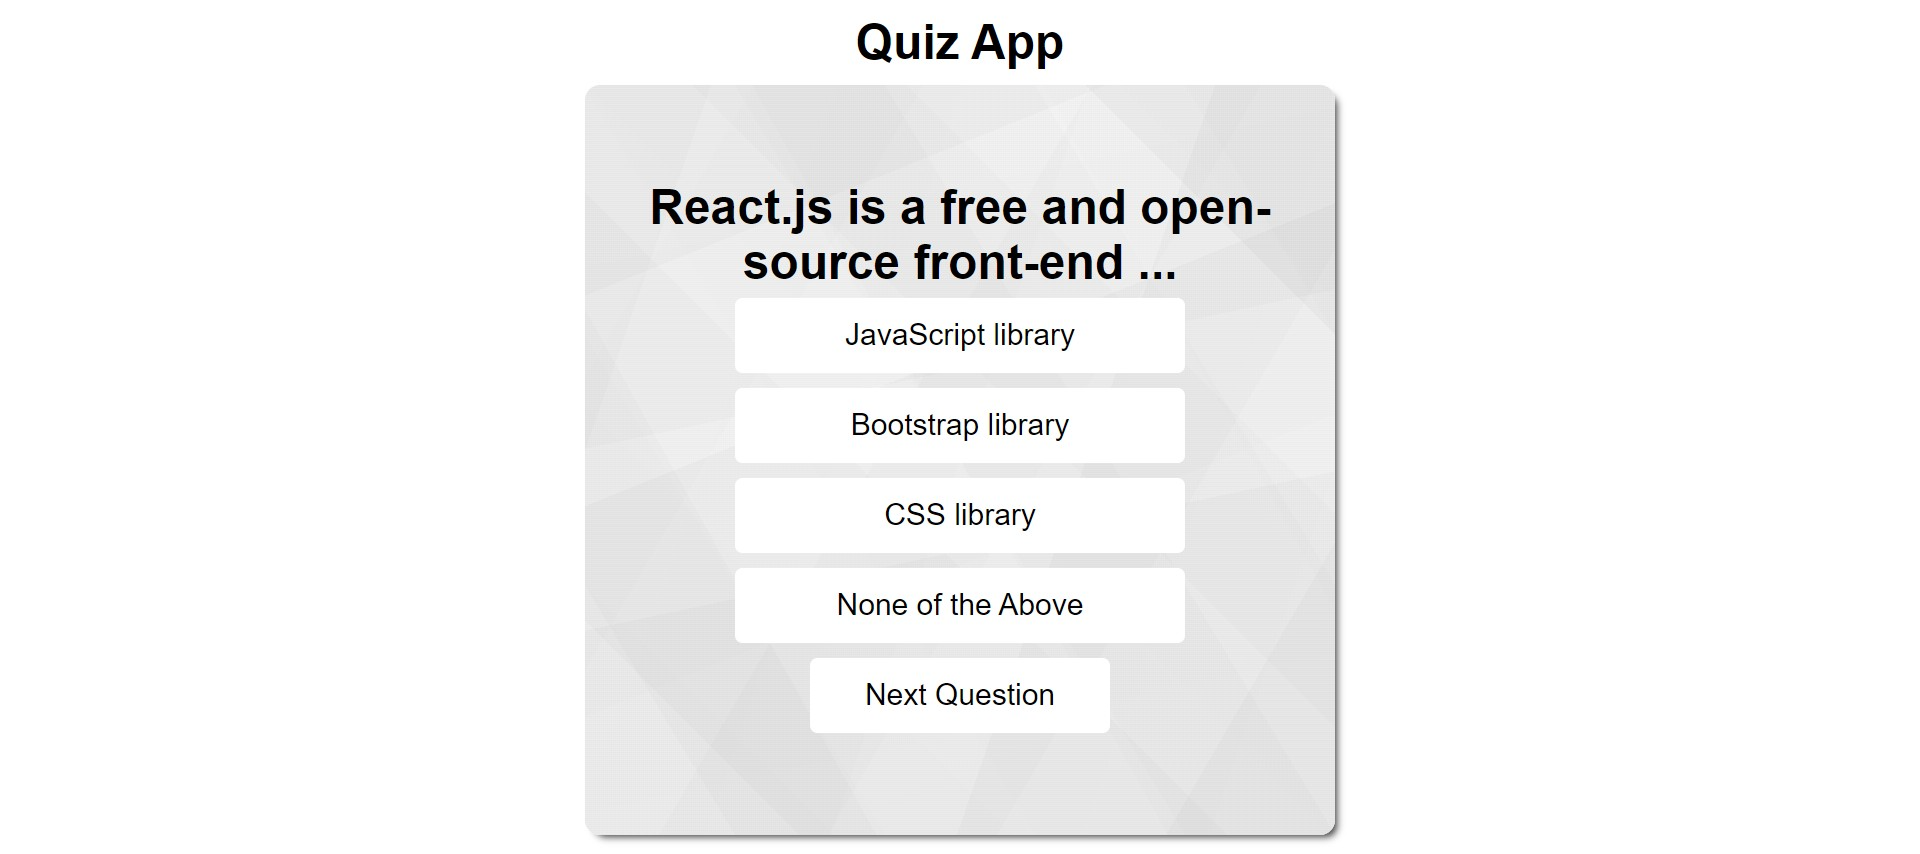 Quiz App
React.js is a free and open-
source front-end ...
JavaScript library
Bootstrap library
CSS library
None of the Above
Next Question